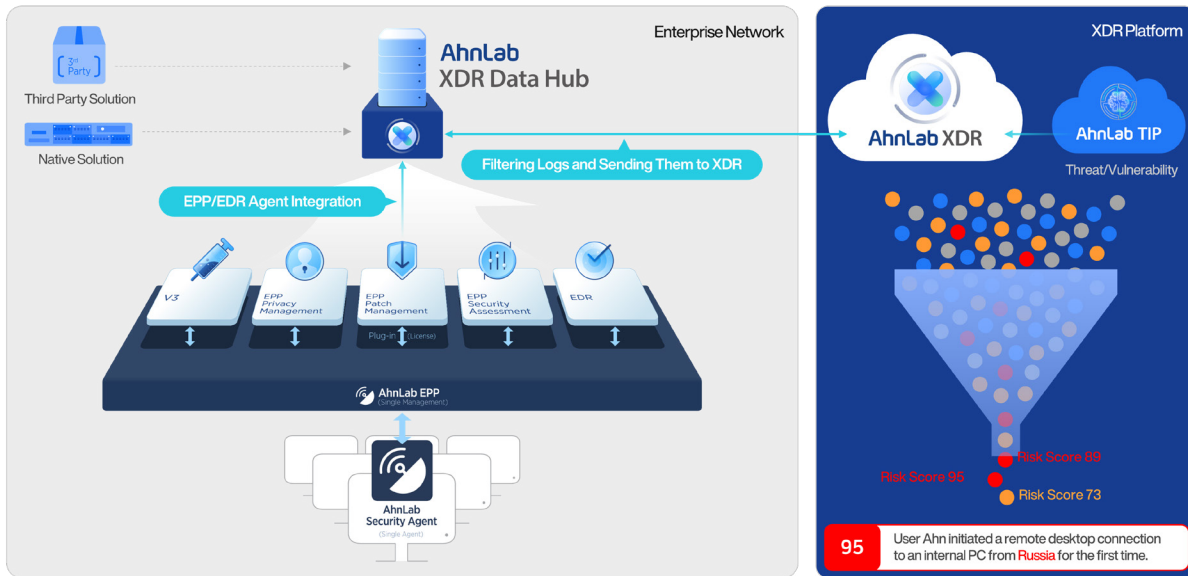 Enterprise Network
3rd
Party
Third Party Solution
Native Solution
AhnLab
XDR Data Hub
Filtering Logs and Sending Them to XDR
EPP/EDR Agent Integration
V3
EPP
Privacy
Management
EPP
Patch
Management
EPP
Security
Assessment
EDR
Plug-in (License)
AhnLab EPP
(Single Management)
AhnLab
Security Agent
(Single Agent)
XDR Platform
AhnLab XDR
AhnLab TIP
Threat/Vulnerability
Risk Score 89
Risk Score 95
Risk Score 73
95
User Ahn initiated a remote desktop connection
to an internal PC from Russia for the first time.